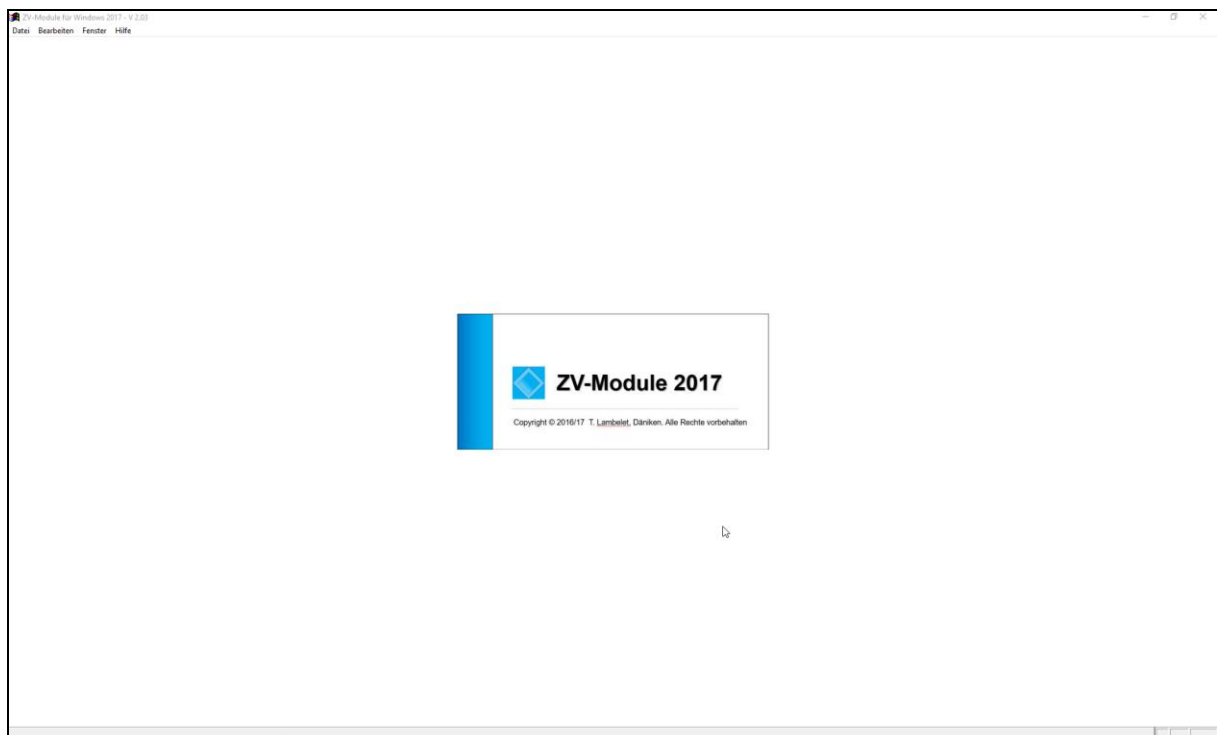 ZV-Module für Windows 2017 - V 2.03
Datei Bearbeiten Fenster Hilfe
ZV-Module 2017
Copyright © 2016/17 T. Lambelet, Däniken. Alle Rechte vorbehalten